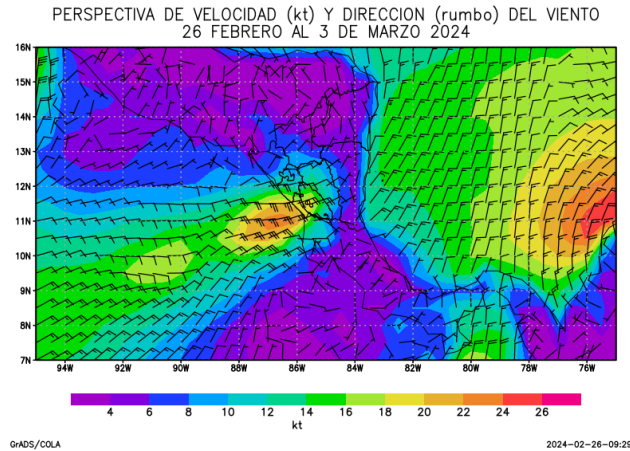 PERSPECTIVA DE VELOCIDAD (kt) Y DIRECCION (rumbo) DEL VIENTO
26 FEBRERO AL 3 DE MARZO 2024
16N
15N
14N
13N
12N
11N
10N
9N
8N
7N
94W 92W 90W 88W 86W 84W 82W 80W 78W 76W
4 6 8 10 12 14 16 18 20 22 24 26
kt
GrADS/COLA
2024-02-26-09:29